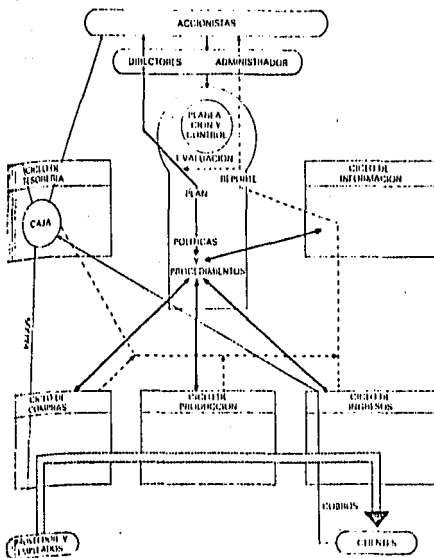 ACCIONISTAS
DIRECTORES ADMINISTRADOR
PLANEA
CION Y
CONTROL
EVALUACION
CICLO DE
TESORERIA
REPORTE
CICLO DE
INFORMACION
PLAN
CAJA
POLITICAS
Y
PROCEDIMIENTOS
CICLO DE
COMPRAS
CICLO DE
PRODUCCION
CICLO DE
INGRESOS
COBROS
EMPLEADOS
CLIENTES